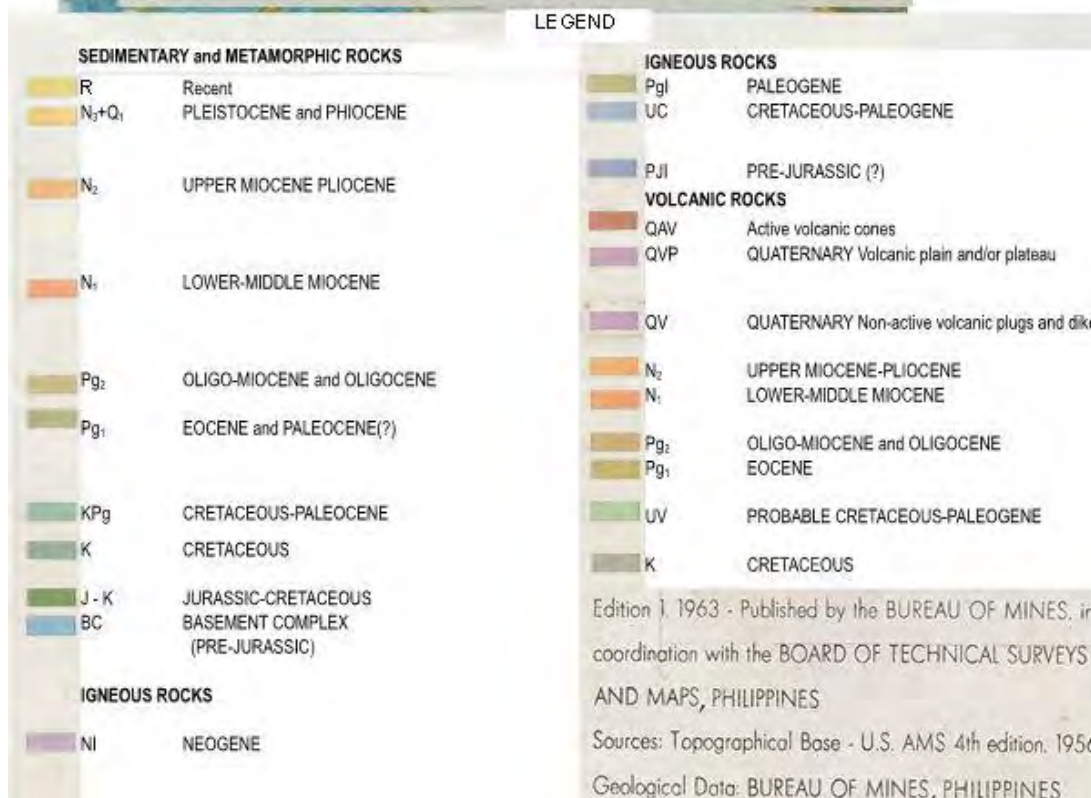 LEGEND
SEDIMENTARY and METAMORPHIC ROCKS
R Recent
N₃+Q₁ PLEISTOCENE and PHIOCENE
N₂ UPPER MIOCENE PLIOCENE
N₁ LOWER-MIDDLE MIOCENE
Pg₂ OLIGO-MIOCENE and OLIGOCENE
Pg₁ EOCENE and PALEOCENE(?)
KPg CRETACEOUS-PALEOCENE
K CRETACEOUS
J - K JURASSIC-CRETACEOUS
BC BASEMENT COMPLEX
(PRE-JURASSIC)
IGNEOUS ROCKS
NI NEOGENE
IGNEOUS ROCKS
PgI PALEOGENE
UC CRETACEOUS-PALEOGENE
PJI PRE-JURASSIC (?)
VOLCANIC ROCKS
QAV Active volcanic cones
QVP QUATERNARY Volcanic plain and/or plateau
QV QUATERNARY Non-active volcanic plugs and dike
N₂ UPPER MIOCENE-PLIOCENE
N₁ LOWER-MIDDLE MIOCENE
Pg₂ OLIGO-MIOCENE and OLIGOCENE
Pg₁ EOCENE
UV PROBABLE CRETACEOUS-PALEOGENE
K CRETACEOUS
Edition 1. 1963 - Published by the BUREAU OF MINES. in
coordination with the BOARD OF TECHNICAL SURVEYS
AND MAPS, PHILIPPINES
Sources: Topographical Base - U.S. AMS 4th edition. 1956
Geological Data: BUREAU OF MINES, PHILIPPINES